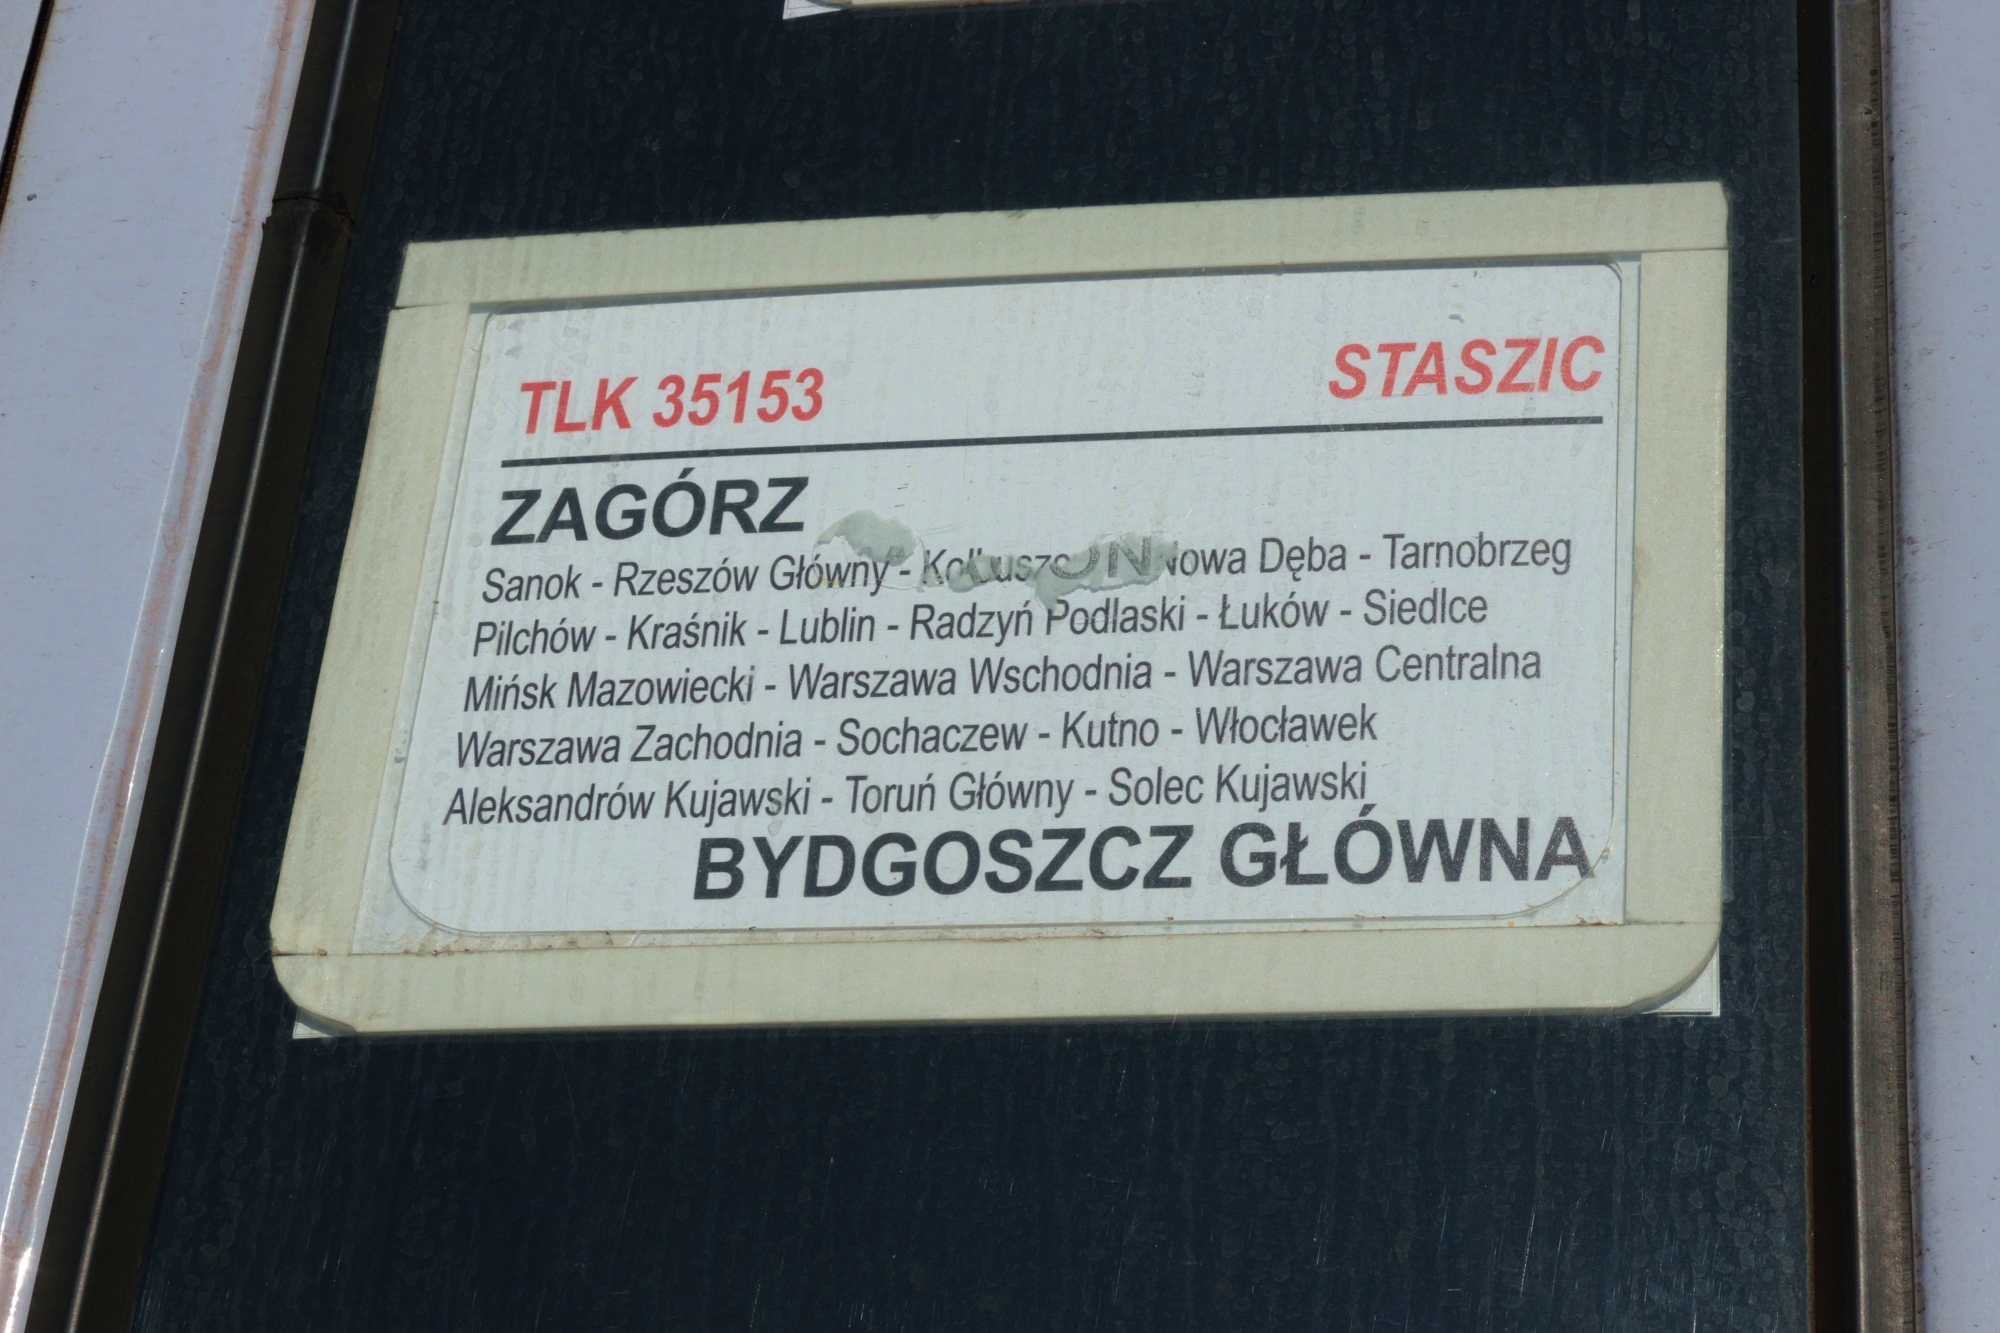 TLK 35153 STASZIC
ZAGÓRZ
Sanok - Rzeszów Główny - Nowa Dęba - Tarnobrzeg
Pilchów - Kraśnik - Lublin - Radzyń Podlaski - Łuków - Siedlce
Mińsk Mazowiecki - Warszawa Wschodnia - Warszawa Centralna
Warszawa Zachodnia - Sochaczew - Kutno - Włocławek
Aleksandrów Kujawski - Toruń Główny - Solec Kujawski
BYDGOSZCZ GŁÓWNA